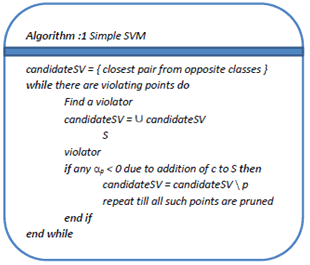 Algorithm :1 Simple SVM
candidateSV = { closest pair from opposite classes }
while there are violating points do
Find a violator
candidateSV = ∪ candidateSV
S
violator
if any αp < 0 due to addition of c to S then
candidateSV = candidateSV \ p
repeat till all such points are pruned
end if
end while